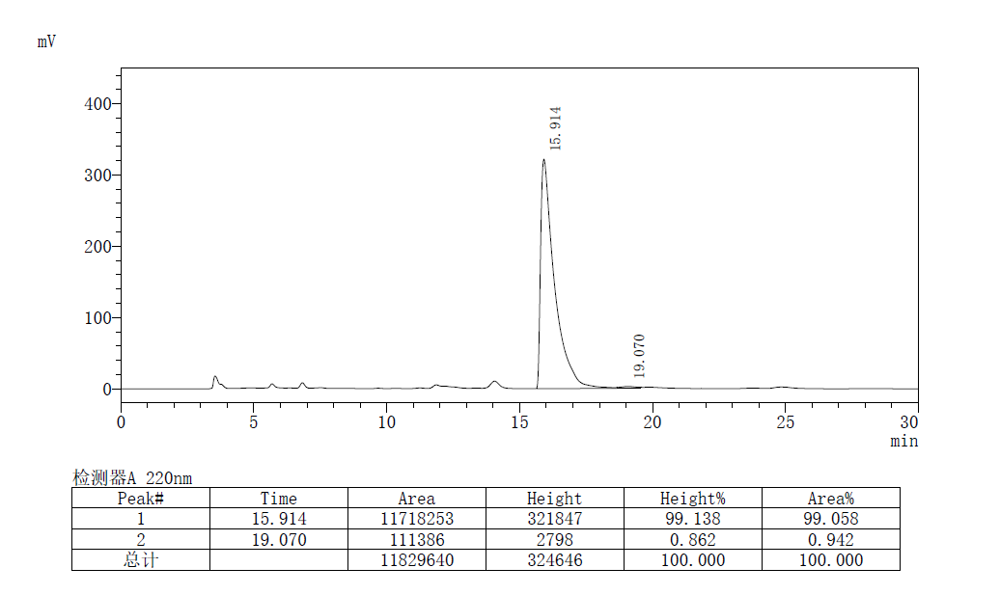 mV
400
300
200
100
0
15.914
19.070
0 5 10 15 20 25 30
min
检测器A 220nm
Peak# Time Area Height Height% Area%
1 15.914 11718253 321847 99.138 99.058
2 19.070 111386 2798 0.862 0.942
总计 11829640 324646 100.000 100.000